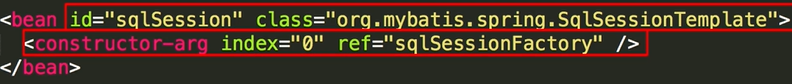 <bean id="sqlSession" class="org.mybatis.spring.SqlSessionTemplate">
<constructor-arg index="0" ref="sqlSessionFactory" />
</bean>